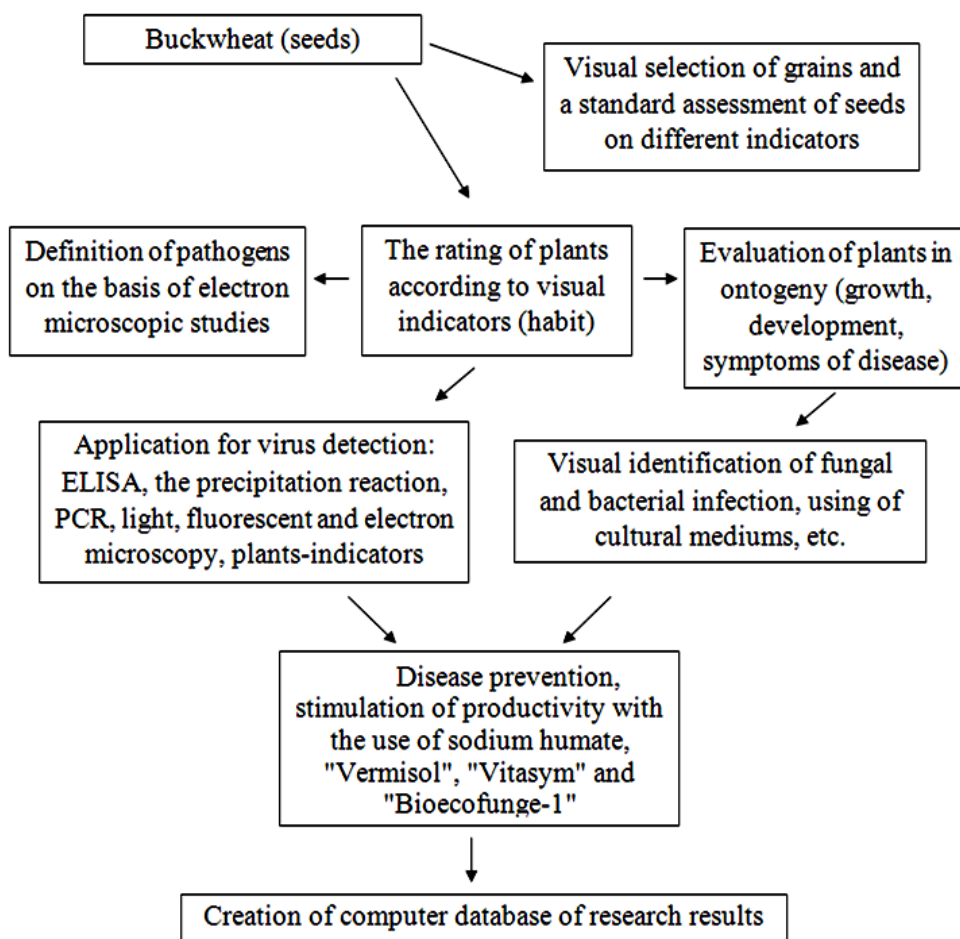 Buckwheat (seeds)
Visual selection of grains and
a standard assessment of seeds
on different indicators
Definition of pathogens
on the basis of electron
microscopic studies
The rating of plants
according to visual
indicators (habit)
Evaluation of plants in
ontogeny (growth,
development,
symptoms of disease)
Application for virus detection:
ELISA, the precipitation reaction,
PCR, light, fluorescent and electron
microscopy, plants-indicators
Visual identification of fungal
and bacterial infection, using of
cultural mediums, etc.
Disease prevention,
stimulation of productivity with
the use of sodium humate,
"Vermisol", "Vitasym" and
"Bioecofunge-1"
Creation of computer database of research results